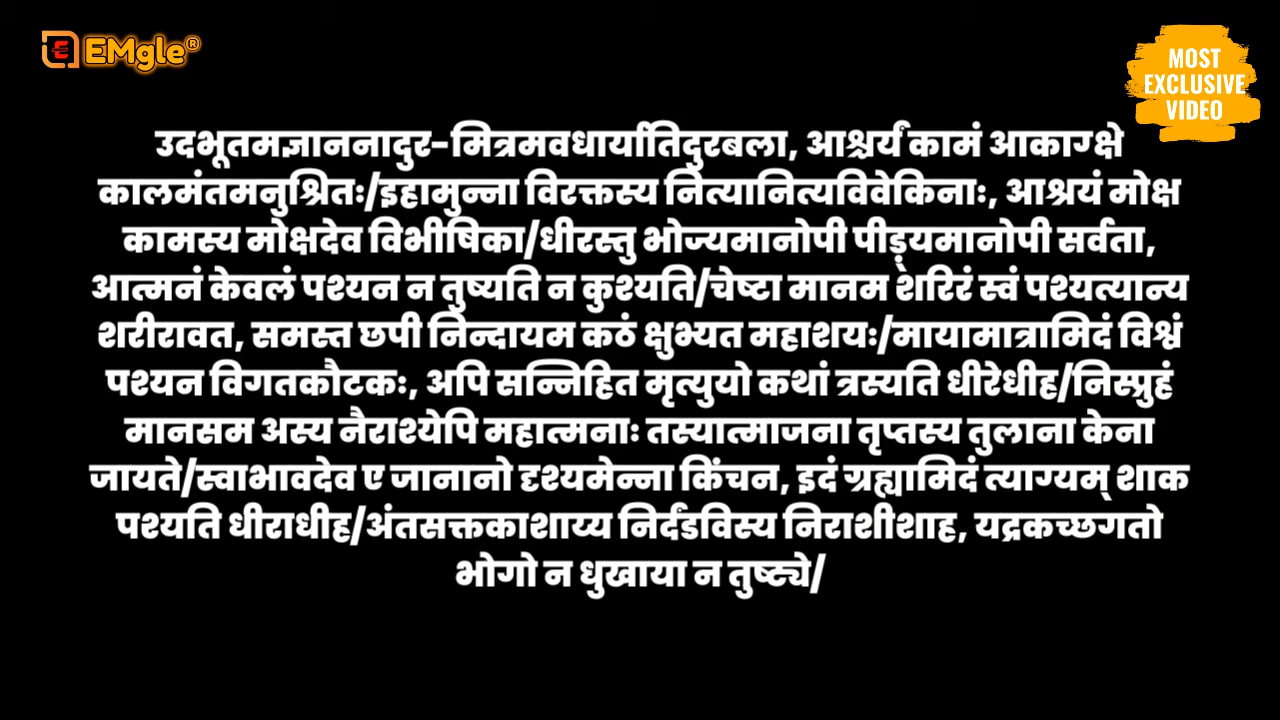 EMgle®
MOST
EXCLUSIVE
VIDEO
उदभूतमज्ञाननादुर-मित्रमवधार्यातिदुरबला, आश्चर्यं कामं आकाग्क्षे
कालमंतमनुश्रितः/इहामुन्ना विरक्तस्य नित्यानित्यविवेकिनाः, आश्रयं मोक्ष
कामस्य मोक्षदेव विभीषिका/धीरस्तु भोज्यमानोपी पीड़्यमानोपी सर्वता,
आत्मनं केवलं पश्यन न तुष्यति न कुश्यति/चेष्टा मानम शंरिरं स्वं पश्यत्यान्य
शरीरावत, समस्त छपी निन्दायम कठं क्षुभ्यत महाशयः/मायामात्रामिदं विश्वं
पश्यन विगतकौटकः, अपि सन्निहित मृत्युयो कथां त्रस्यति धीरेधीह/निस्प्रुहं
मानसम अस्य नैराश्येपि महात्मनाः तस्यात्माजना तृप्तस्य तुलाना केना
जायते/स्वाभावदेव ए जानानो दृश्यमेन्ना किंचन, इदं ग्रह्यामिदं त्याग्यम् शाक
पश्यति धीराधीह/अंतसक्तकाशाय्य निर्दंडविस्य निराशीशाह, यद्रकच्छगतो
भोगो न धुखाया न तुष्ट्ये/